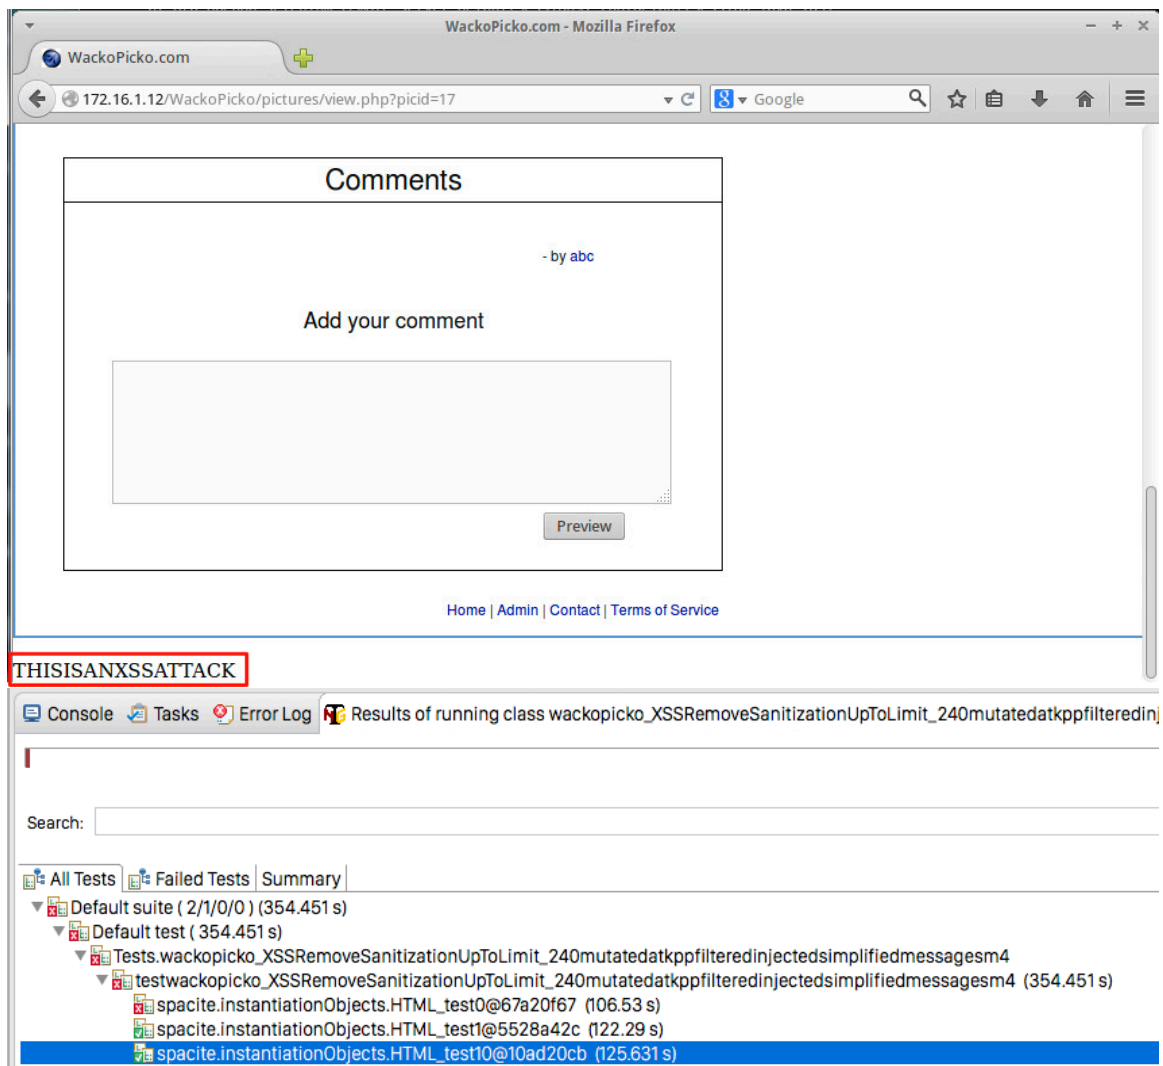 WackoPicko.com - Mozilla Firefox
WackoPicko.com
172.16.1.12/WackoPicko/pictures/view.php?picid=17
8 Google
Comments
- by abc
Add your comment
Preview
Home | Admin | Contact | Terms of Service
THISISANXSSATTACK
Console Tasks Error Log Results of running class wackopicko_XSSRemoveSanitizationUpToLimit_240mutatedatkppfilteredinj
Search:
All Tests Failed Tests Summary
Default suite ( 2/1/0/0 ) (354.451 s)
Default test ( 354.451 s)
Tests.wackopicko_XSSRemoveSanitizationUpToLimit_240mutatedatkppfilteredinjectedsimplifiedmessagesm4
testwackopicko_XSSRemoveSanitizationUpToLimit_240mutatedatkppfilteredinjectedsimplifiedmessagesm4 (354.451 s)
spacite.instantiationObjects.HTML_test0@67a20f67 (106.53 s)
spacite.instantiationObjects.HTML_test1@5528a42c (122.29 s)
spacite.instantiationObjects.HTML_test10@10ad20cb (125.631 s)